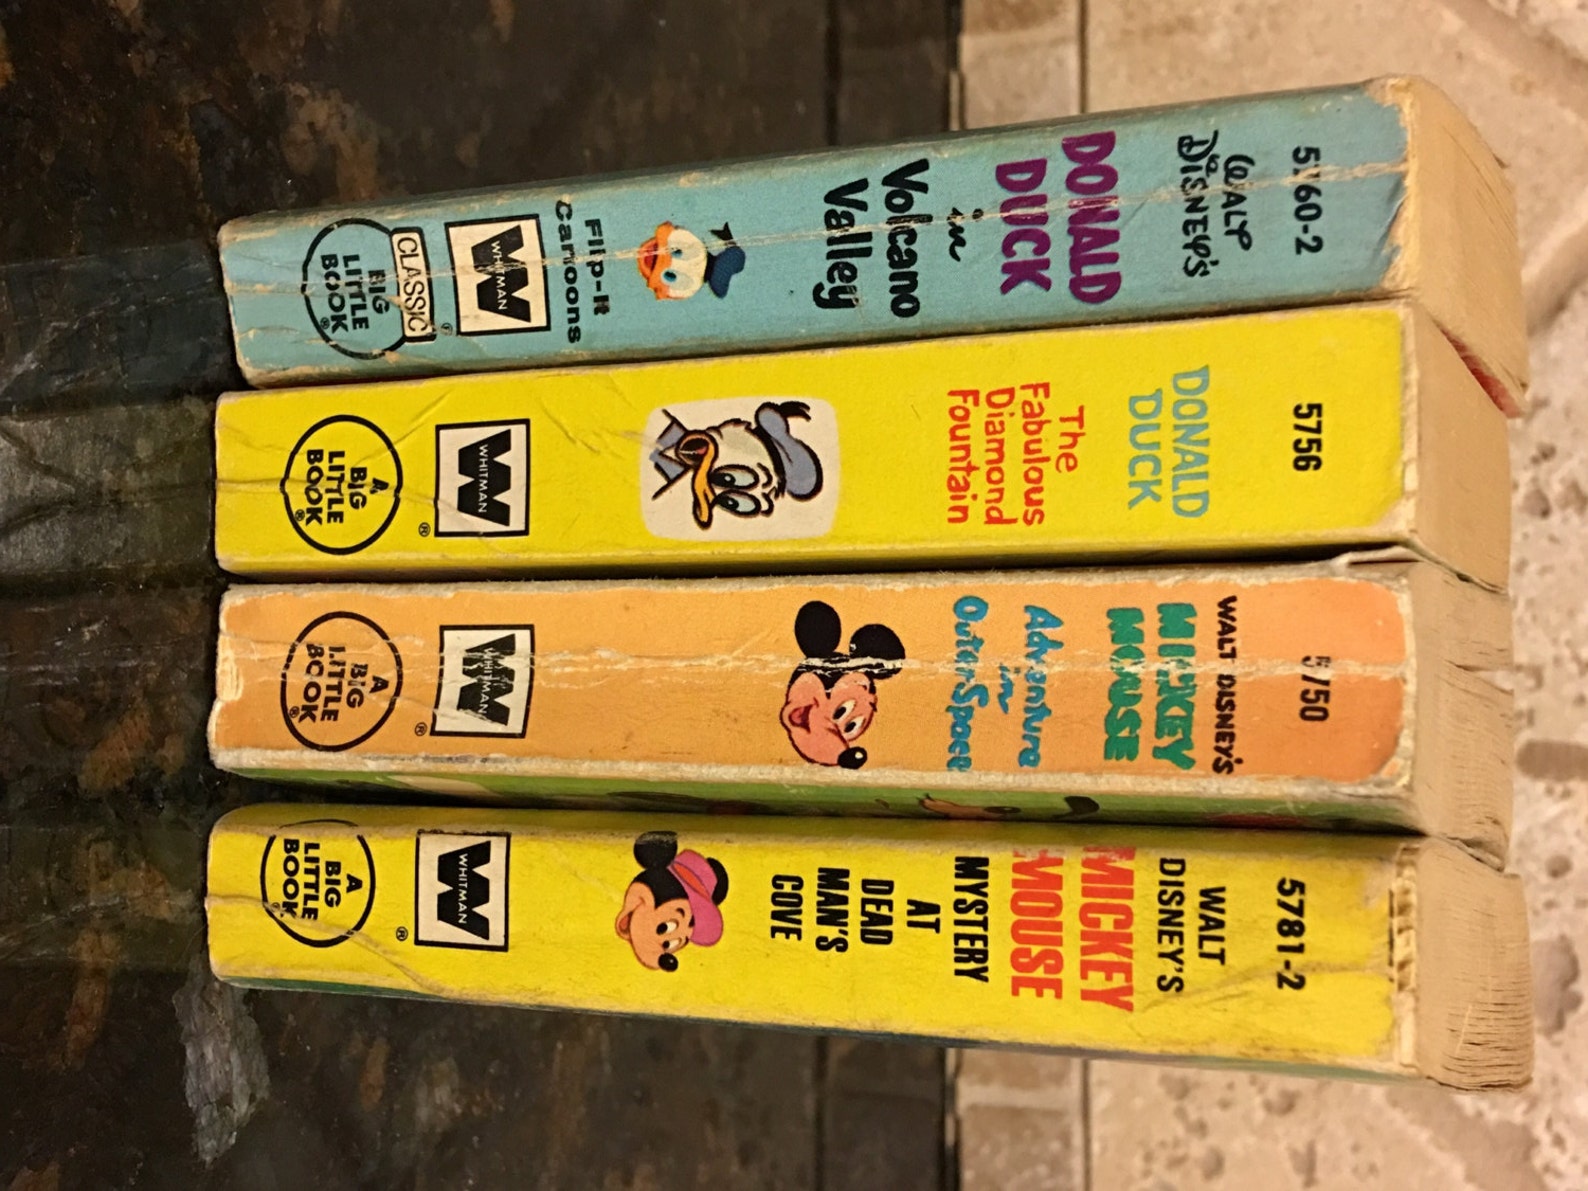 5760-2
WALT
DISNEY'S
DONALD
DUCK
in
Volcano
Valley
Flip-It
Cartoons
WHITMAN
®
CLASSIC
BIG
LITTLE
BOOK®
5756
DONALD
DUCK
The
Fabulous
Diamond
Fountain
WHITMAN
®
A
BIG
LITTLE
BOOK®
5750
WALT DISNEY'S
MICKEY
MOUSE
Adventure
in
Outer Space
WHITMAN
®
A
BIG
LITTLE
BOOK®
5781-2
WALT
DISNEY'S
MICKEY
MOUSE
MYSTERY
AT
DEAD
MAN'S
COVE
WHITMAN
®
A
BIG
LITTLE
BOOK®